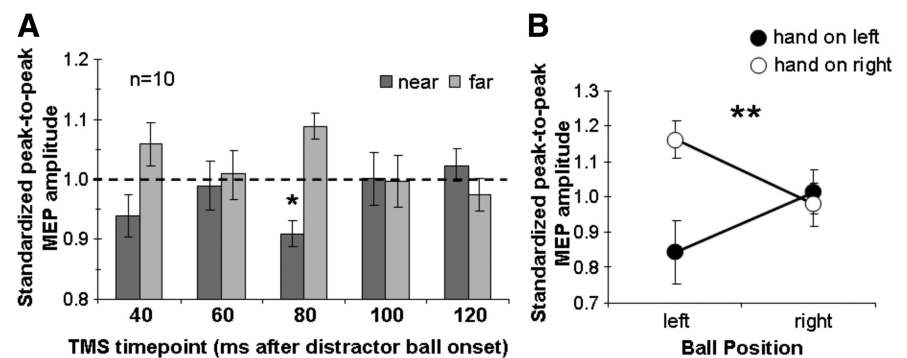 A
Standardized peak-to-peak
MEP amplitude
1.2
1.1
1.0
0.9
0.8
n=10
near
far
*
40 60 80 100 120
TMS timepoint (ms after distractor ball onset)
B
hand on left
hand on right
Standardized peak-to-peak
MEP amplitude
1.3
1.2
1.1
1.0
0.9
0.8
0.7
**
left right
Ball Position